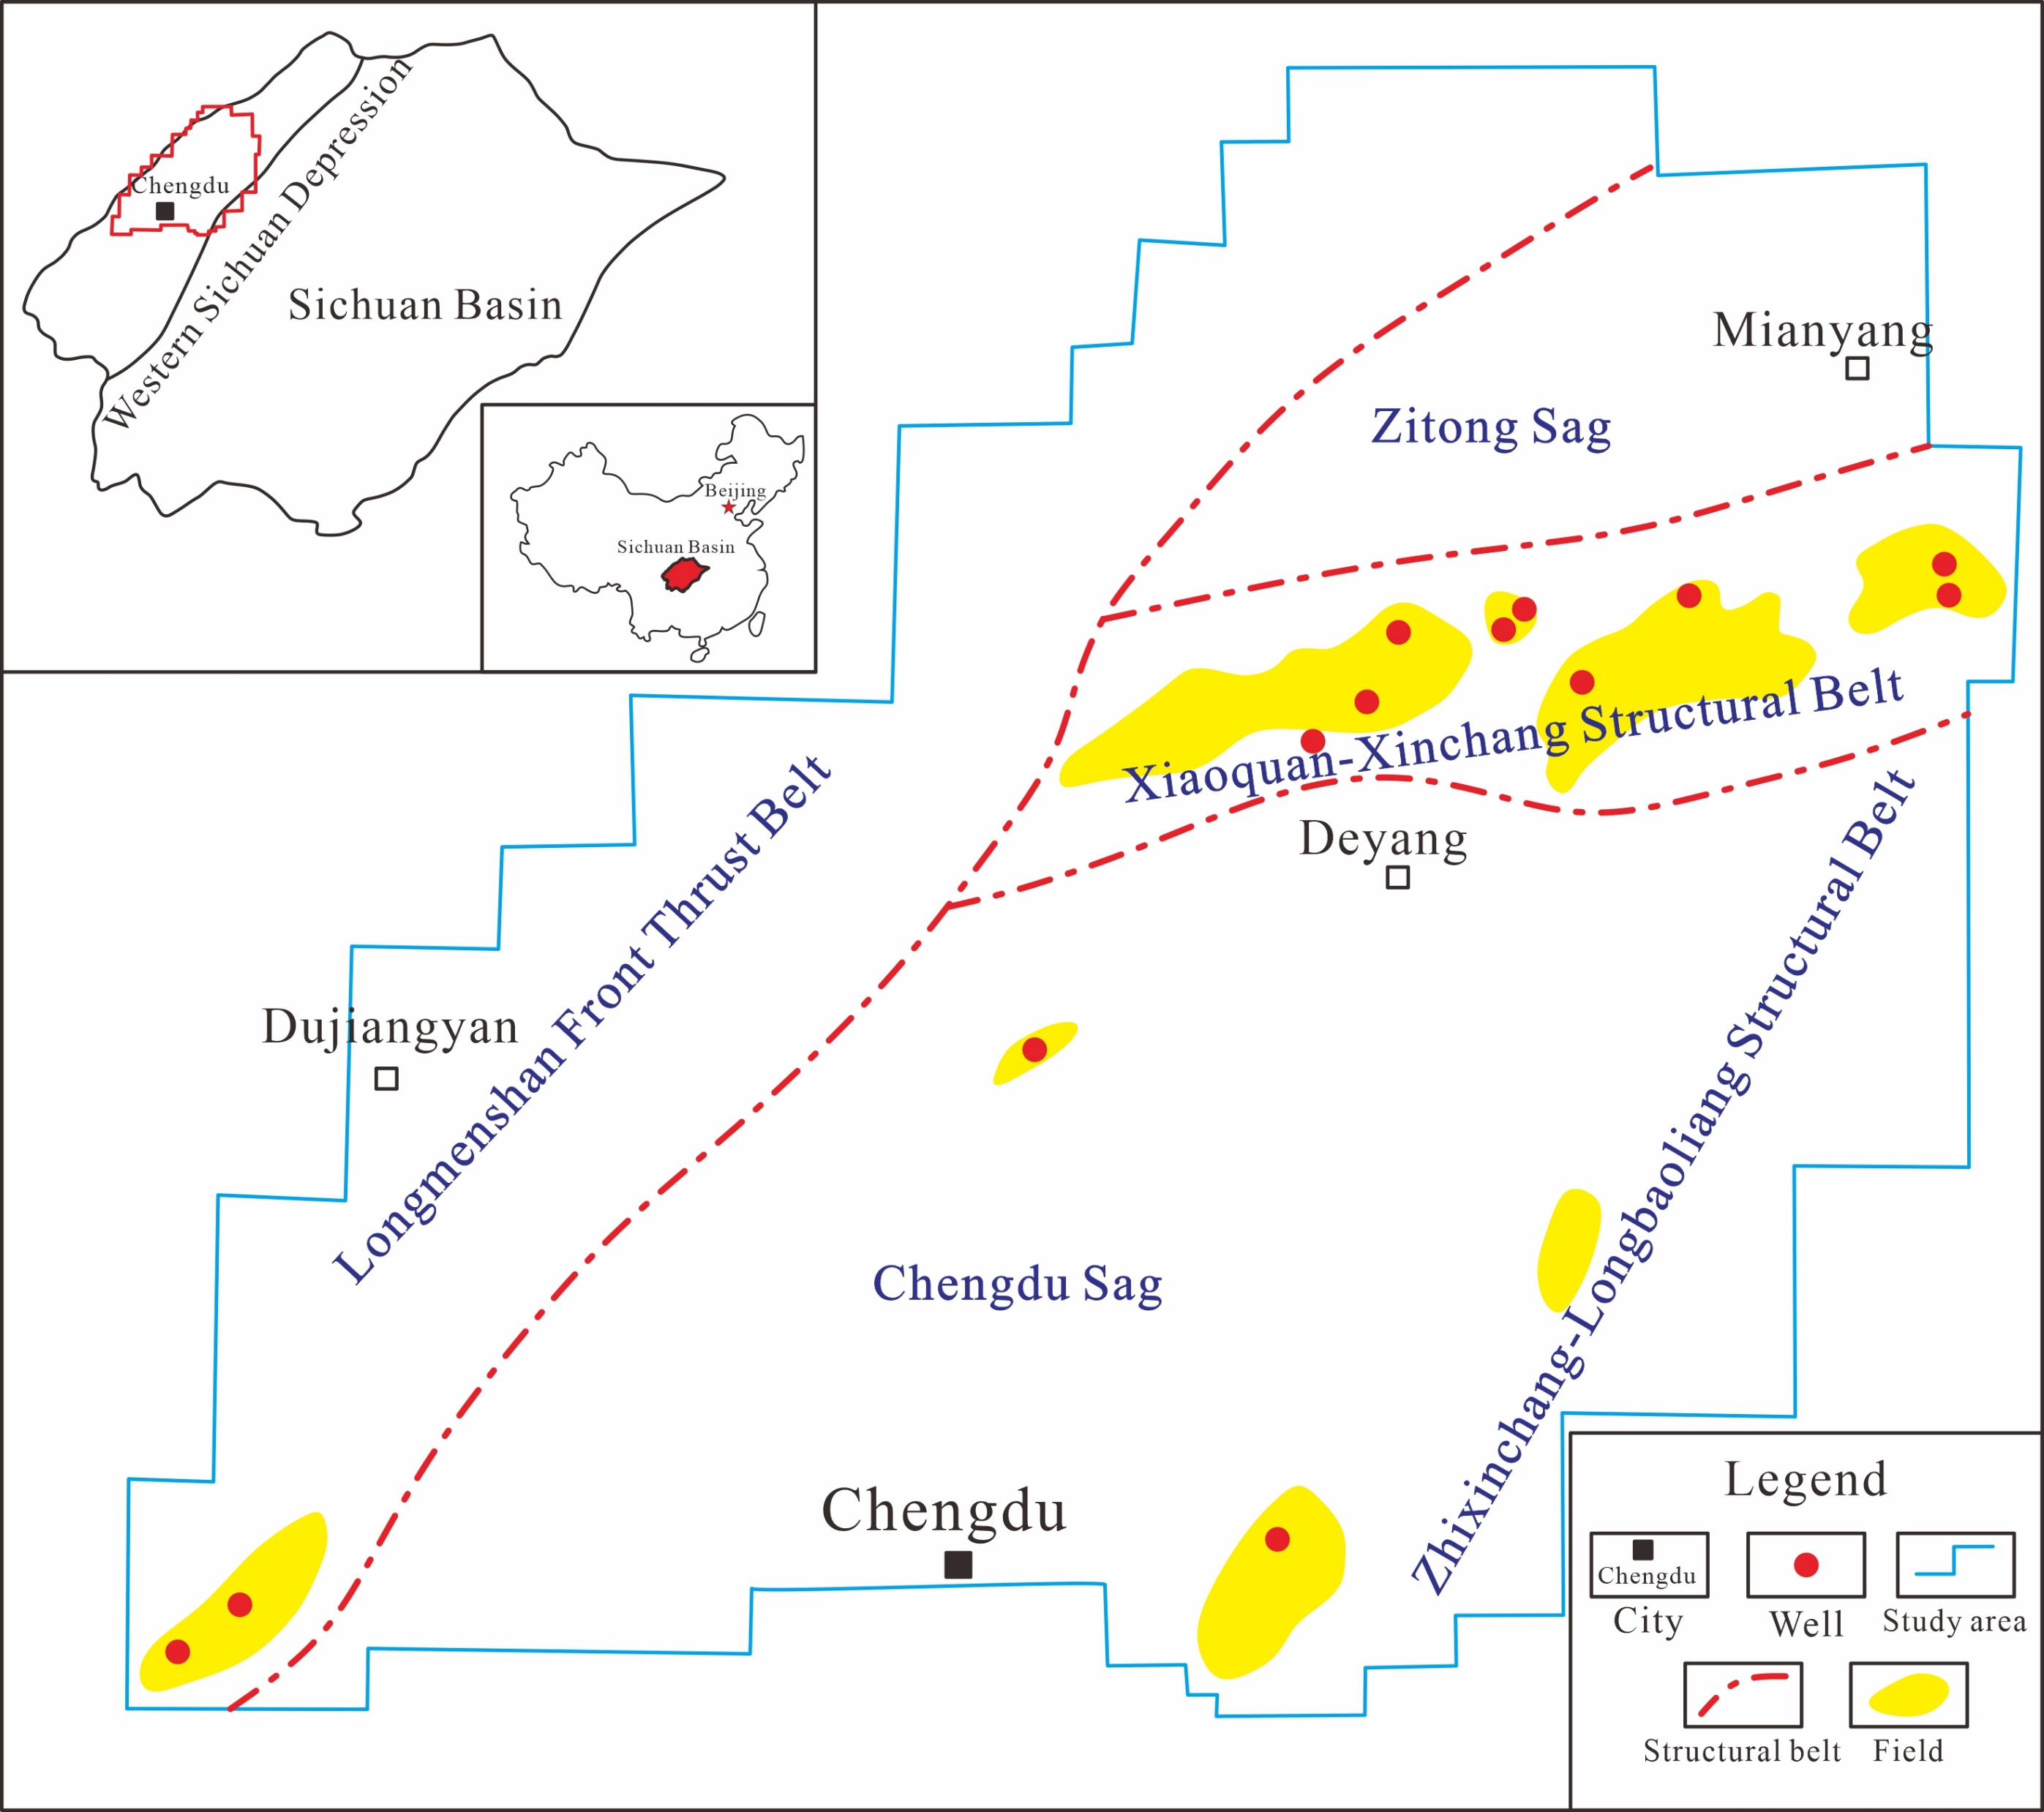 Western Sichuan Depression
Chengdu
Sichuan Basin
Beijing
Sichuan Basin
Mianyang
Zitong Sag
Xiaoquan-Xinchang Structural Belt
Deyang
Longmenshan Front Thrust Belt
Dujiangyan
Zhixinchang-Longbaoliang Structural Belt
Chengdu Sag
Chengdu
Legend
Chengdu
City
Well
Study area
Structural belt
Field